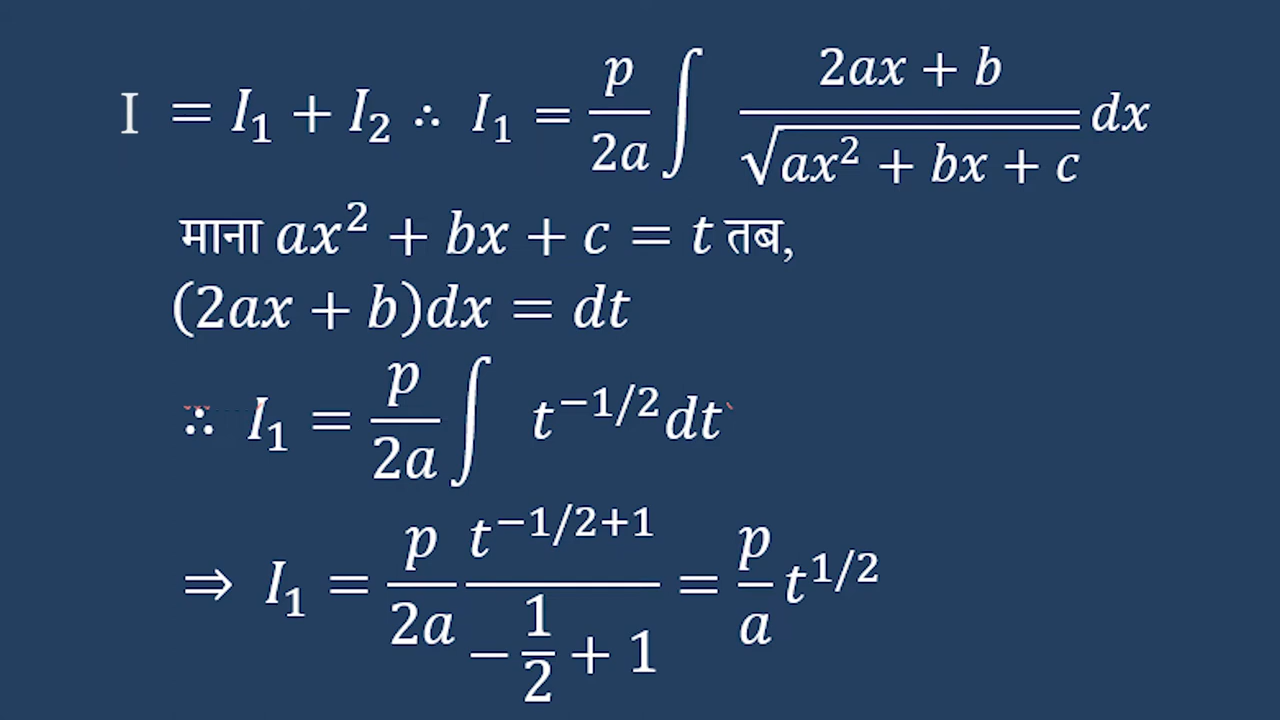 I = I₁ + I₂ ∴ I₁ = p/2a ∫ (2ax + b)/√(ax² + bx + c) dx
माना ax² + bx + c = t तब,
(2ax + b)dx = dt
∴ I₁ = p/2a ∫ t^(−1/2) dt
⇒ I₁ = p/2a t^(−1/2+1)/(−1/2 + 1) = p/a t^(1/2)